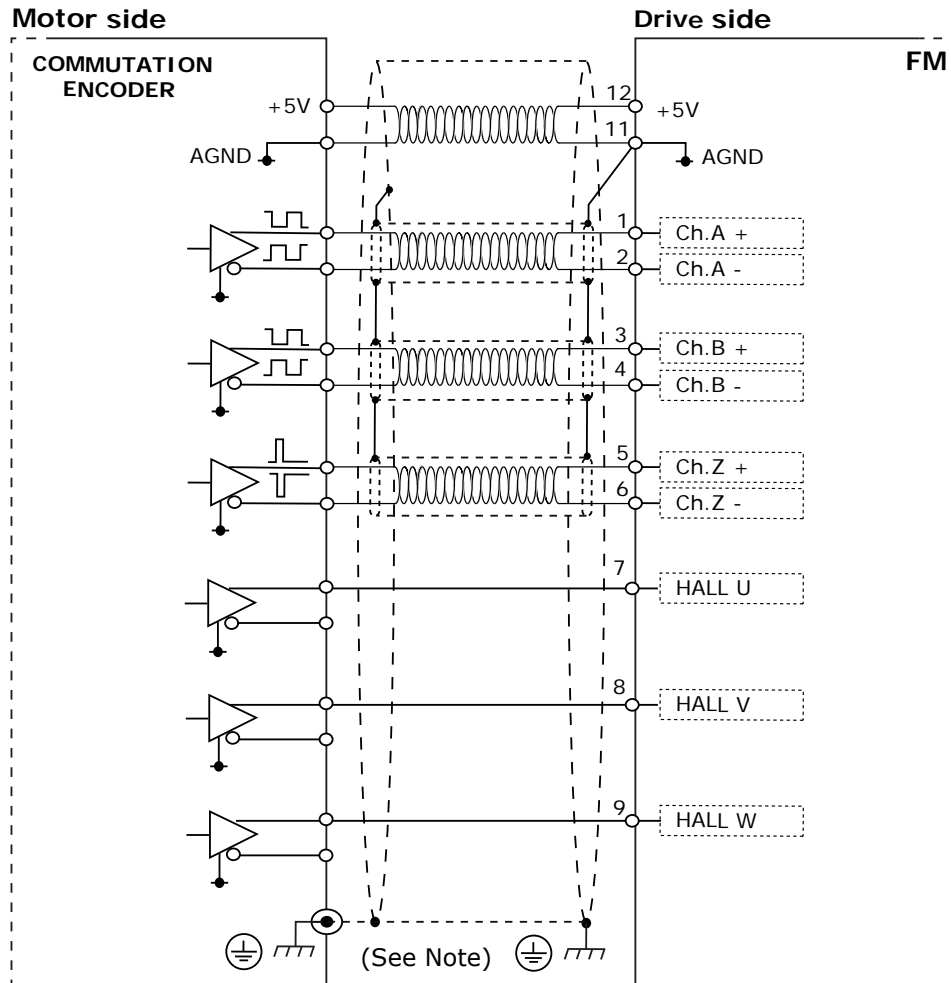 Motor side
Drive side
COMMUTATION
ENCODER
FM
+5V
12
+5V
11
AGND
AGND
1
Ch.A +
2
Ch.A -
3
Ch.B +
4
Ch.B -
5
Ch.Z +
6
Ch.Z -
7
HALL U
8
HALL V
9
HALL W
(See Note)